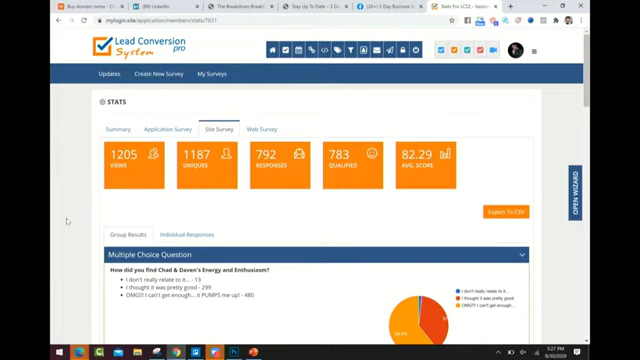 Buy domain name - C
(8) LinkedIn
The Breakdown Breakt
Stay Up To Date - 3 D
(20+) 3 Day Business
Stats For LCS2 - Sessio
mylogin.site/application/members/stats/7631
Lead Conversion
System pro
Updates
Create New Survey
My Surveys
STATS
Summary
Application Survey
Site Survey
Web Survey
1205
VIEWS
1187
UNIQUES
792
RESPONSES
783
QUALIFIED
82.29
AVG. SCORE
OPEN WIZARD
Export To CSV
Group Results
Individual Responses
Multiple Choice Question
How did you find Chad & Daven's Energy and Enthusiasm?
I don't really relate to it.. - 13
I thought it was pretty good - 299
OMG!!! I can't get enough... it PUMPS me up! - 480
I don't really relate to it..
I thought it was pretty good
OMG!!! I can't get enough...
5:27 PM
9/30/2020